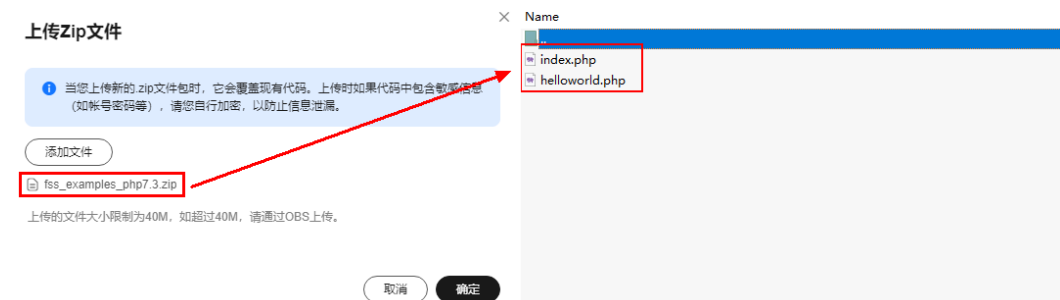 上传Zip文件
当您上传新的.zip文件包时，它会覆盖现有代码。上传时如果代码中包含敏感信息
（如帐号密码等），请您自行加密，以防止信息泄漏。
添加文件
fss_examples_php7.3.zip
上传的文件大小限制为40M，如超过40M，请通过OBS上传。
取消
确定
Name
..
index.php
helloworld.php